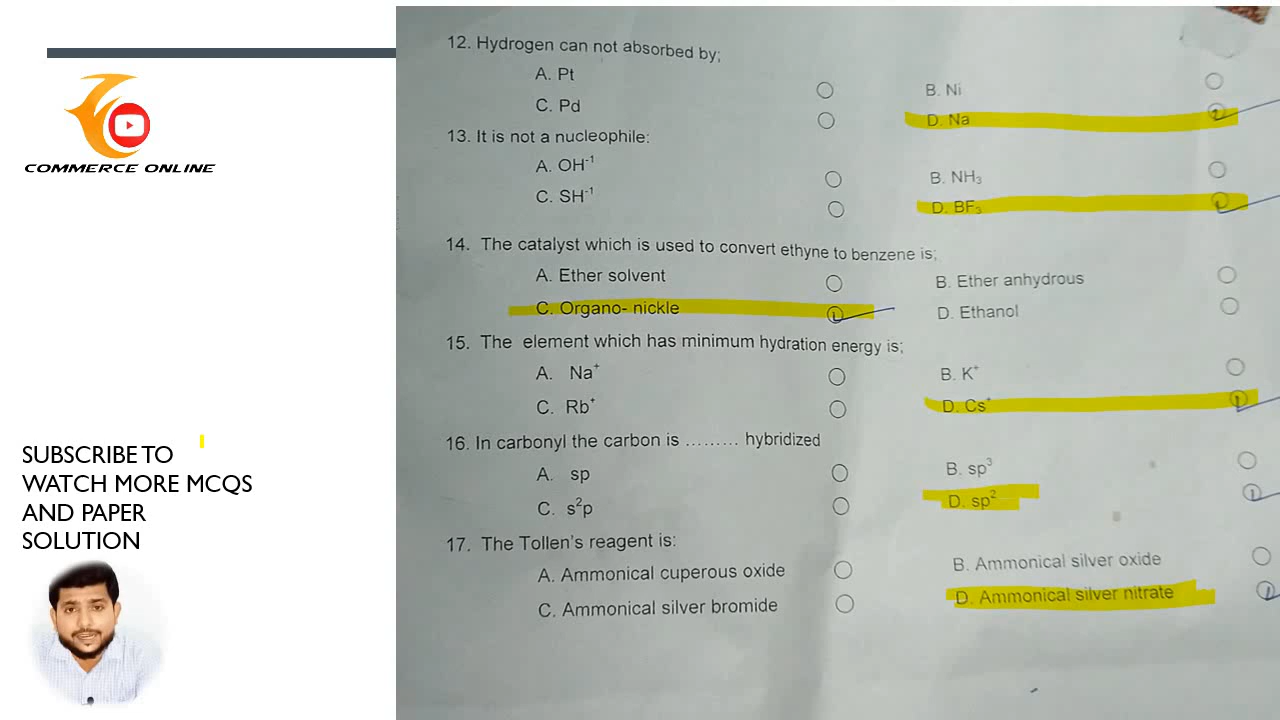 COMMERCE ONLINE
SUBSCRIBE TO
WATCH MORE MCQS
AND PAPER
SOLUTION
12. Hydrogen can not absorbed by;
A. Pt
B. Ni
C. Pd
D. Na
13. It is not a nucleophile:
A. OH⁻¹
B. NH₃
C. SH⁻¹
D. BF₃
14. The catalyst which is used to convert ethyne to benzene is;
A. Ether solvent
B. Ether anhydrous
C. Organo- nickle
D. Ethanol
15. The element which has minimum hydration energy is;
A. Na⁺
B. K⁺
C. Rb⁺
D. Cs⁺
16. In carbonyl the carbon is ......... hybridized
A. sp
B. sp³
C. s²p
D. sp²
17. The Tollen's reagent is:
A. Ammonical cuperous oxide
B. Ammonical silver oxide
C. Ammonical silver bromide
D. Ammonical silver nitrate